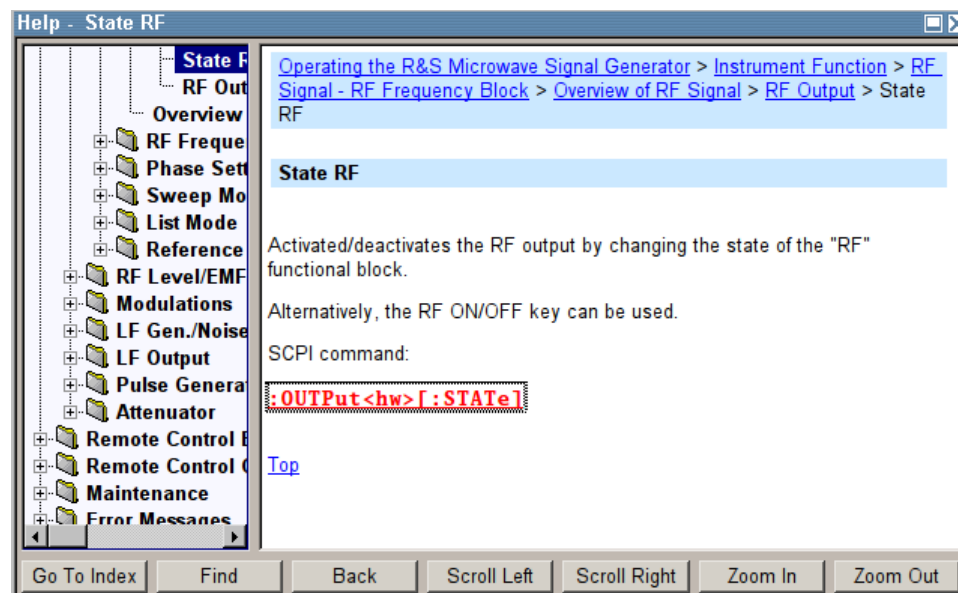 Help - State RF
State R
RF Out
Overview
RF Freque
Phase Sett
Sweep Mo
List Mode
Reference
RF Level/EMF
Modulations
LF Gen./Noise
LF Output
Pulse Genera
Attenuator
Remote Control B
Remote Control C
Maintenance
Error Messages
Operating the R&S Microwave Signal Generator > Instrument Function > RF
Signal - RF Frequency Block > Overview of RF Signal > RF Output > State
RF
State RF
Activated/deactivates the RF output by changing the state of the "RF"
functional block.
Alternatively, the RF ON/OFF key can be used.
SCPI command:
:OUTPut<hw>[:STATe]
Top
Go To Index
Find
Back
Scroll Left
Scroll Right
Zoom In
Zoom Out